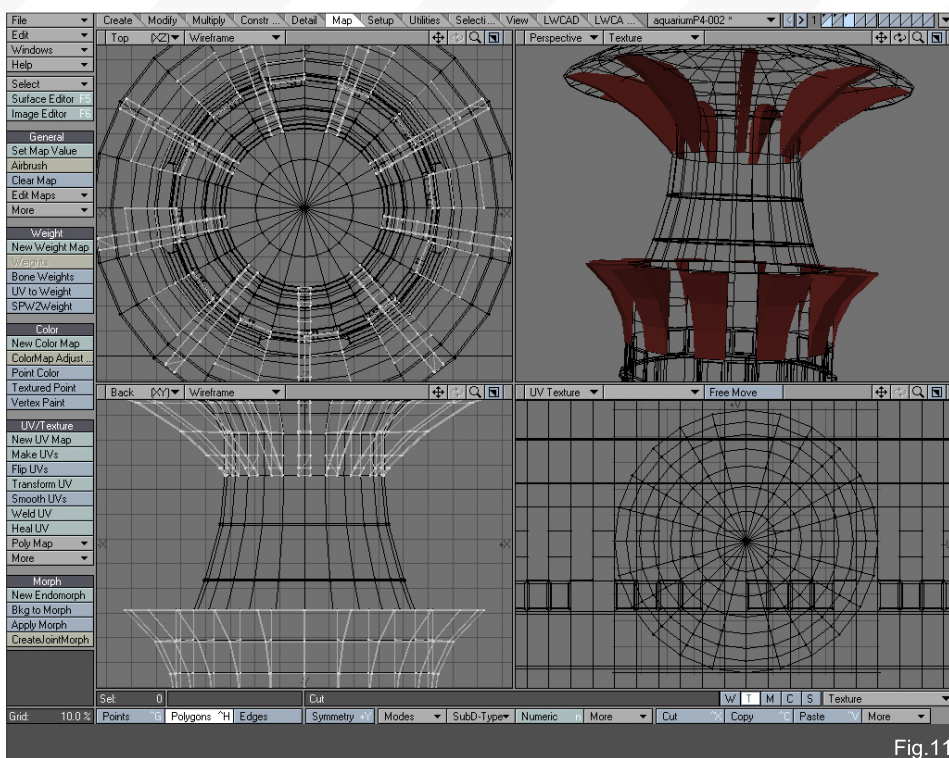 File Create Modify Multiply Constr ... Detail Map Setup Utilities Selecti... View LWCAD LWCA ... aquariumP4-002 * 1
Edit
Windows
Help
Select
Surface Editor F5
Image Editor F6
General
Set Map Value
Airbrush
Clear Map
Edit Maps
More
Weight
New Weight Map
Weights
Bone Weights
UV to Weight
SPW2Weight
Color
New Color Map
ColorMap Adjust ...
Point Color
Textured Point
Vertex Paint
UV/Texture
New UV Map
Make UVs
Flip UVs
Transform UV
Smooth UVs
Weld UV
Heal UV
Poly Map
More
Morph
New Endomorph
Bkg to Morph
Apply Morph
CreateJointMorph
Top (XZ) Wireframe
Perspective Texture
Back (XY) Wireframe
UV Texture Free Move
Sel: 0 Cut W T M C S Texture
Grid: 10.0 % Points ^G Polygons ^H Edges Symmetry +Y Modes SubD-Type Numeric n More Cut ^X Copy ^C Paste ^V More
Fig.11